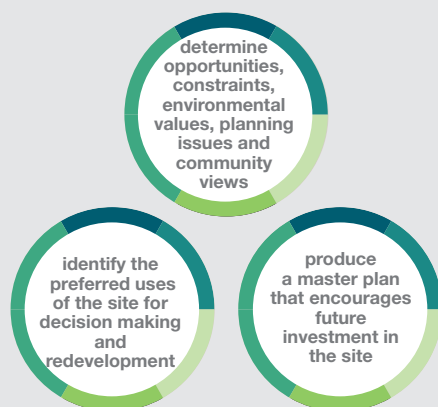 determine
opportunities,
constraints,
environmental
values, planning
issues and
community
views
identify the
preferred uses
of the site for
decision making
and
redevelopment
produce
a master plan
that encourages
future
investment in
the site